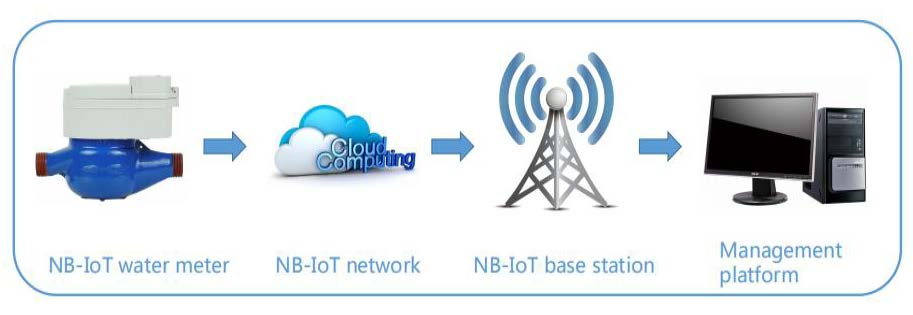 Cloud
Computing
NB-IoT water meter
NB-IoT network
NB-IoT base station
Management
platform